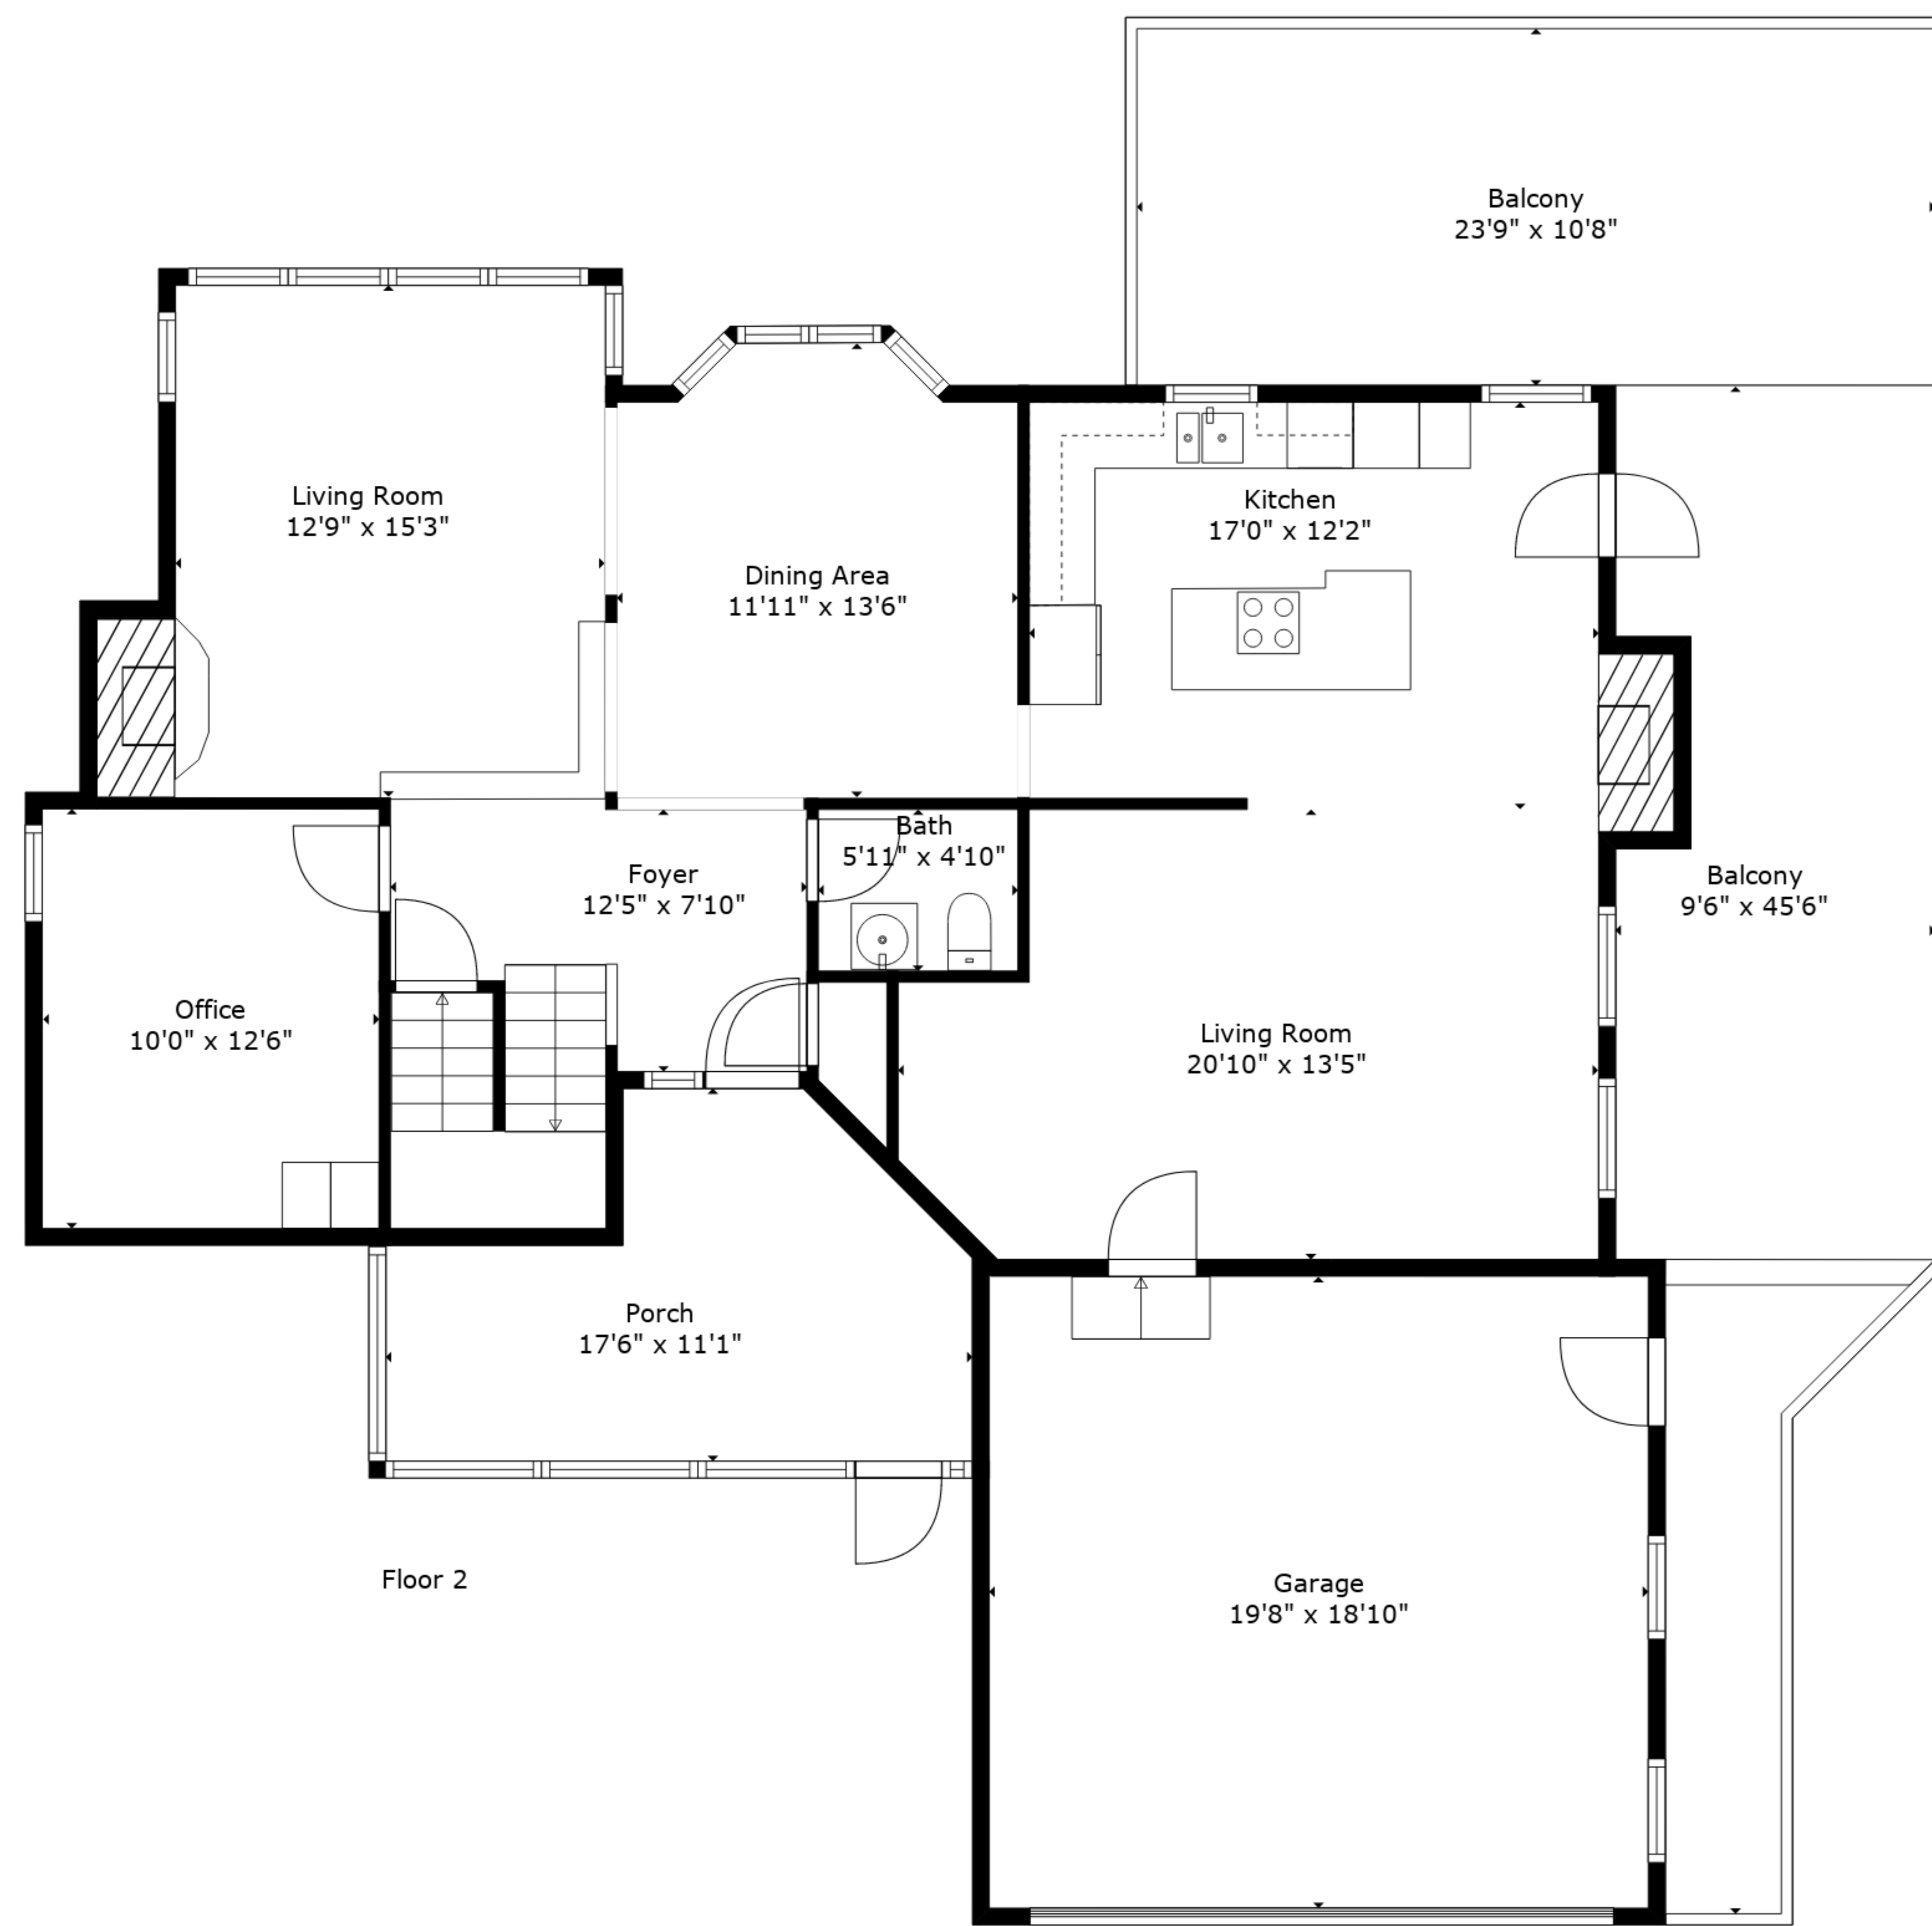 Balcony
23'9" x 10'8"
Living Room
12'9" x 15'3"
Kitchen
17'0" x 12'2"
Dining Area
11'11" x 13'6"
Bath
5'11" x 4'10"
Foyer
12'5" x 7'10"
Balcony
9'6" x 45'6"
Office
10'0" x 12'6"
Living Room
20'10" x 13'5"
Porch
17'6" x 11'1"
Floor 2
Garage
19'8" x 18'10"